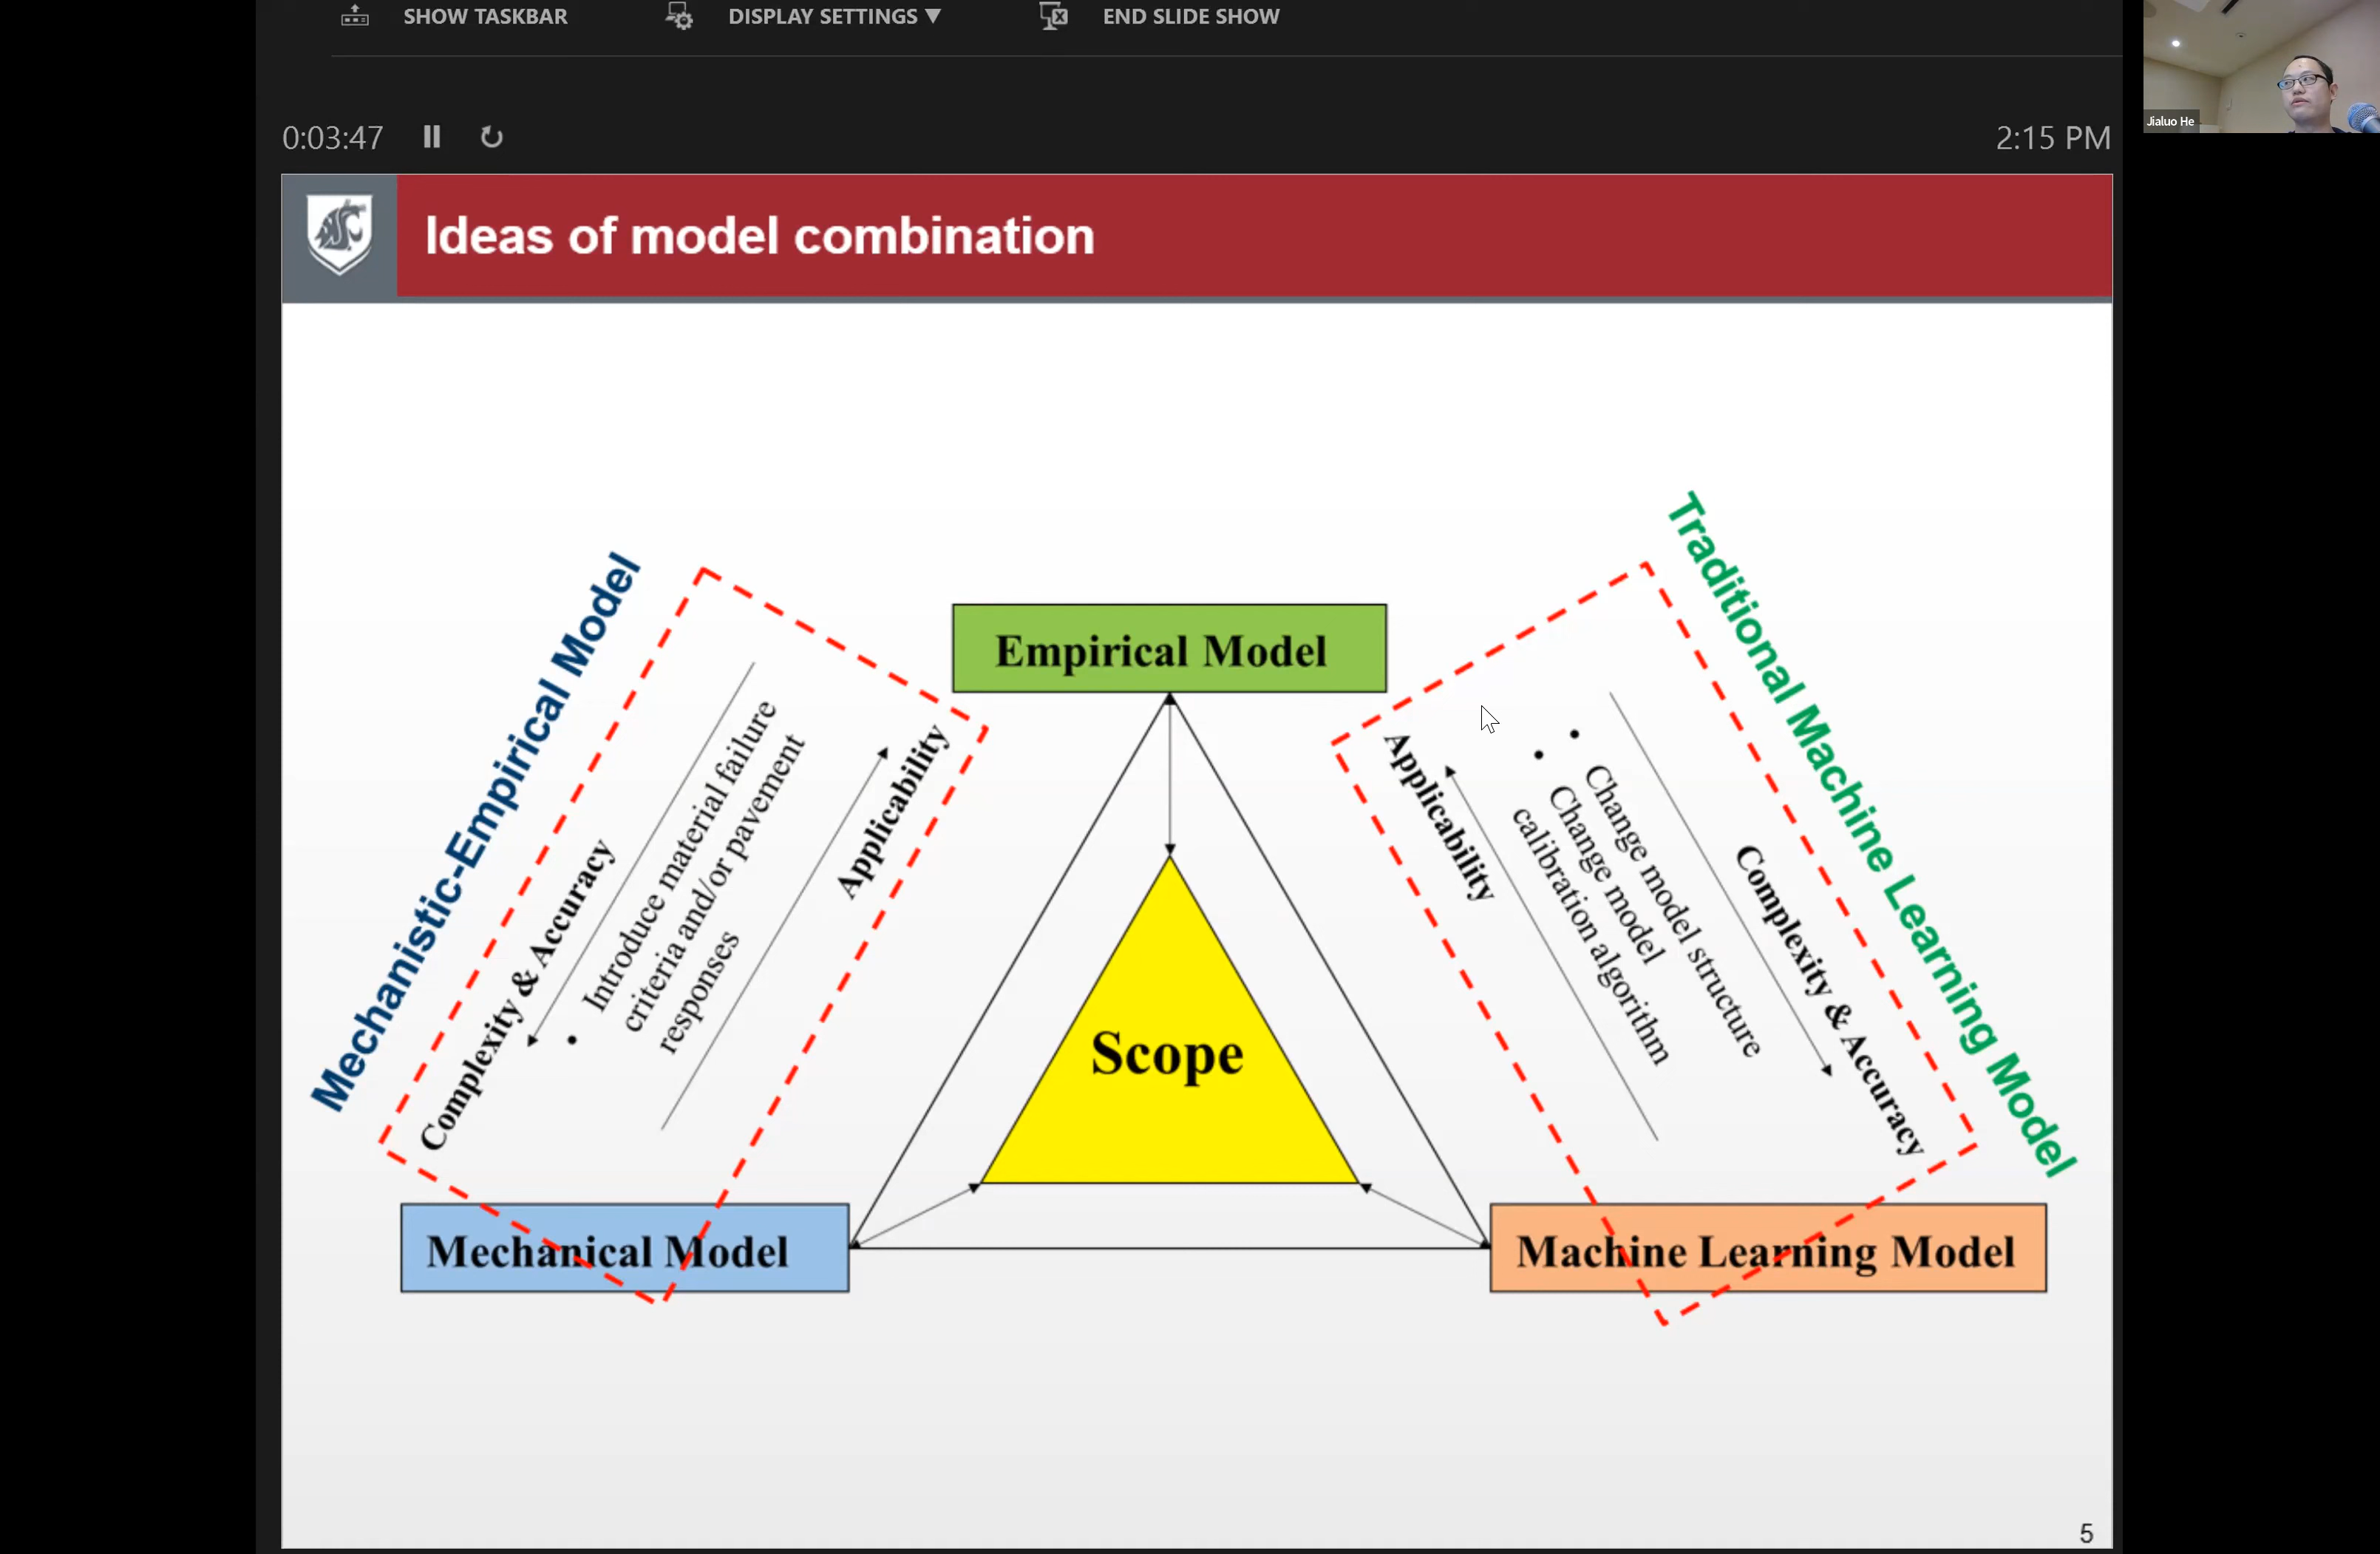 SHOW TASKBAR
DISPLAY SETTINGS ▼
END SLIDE SHOW
0:03:47
2:15 PM
Jialuo He
Ideas of model combination
Mechanistic-Empirical Model
Complexity & Accuracy
• Introduce material failure
criteria and/or pavement
responses
Applicability
Empirical Model
Scope
Mechanical Model
Machine Learning Model
Applicability
• Change model structure
• Change model
calibration algorithm
Complexity & Accuracy
Traditional Machine Learning Model
5